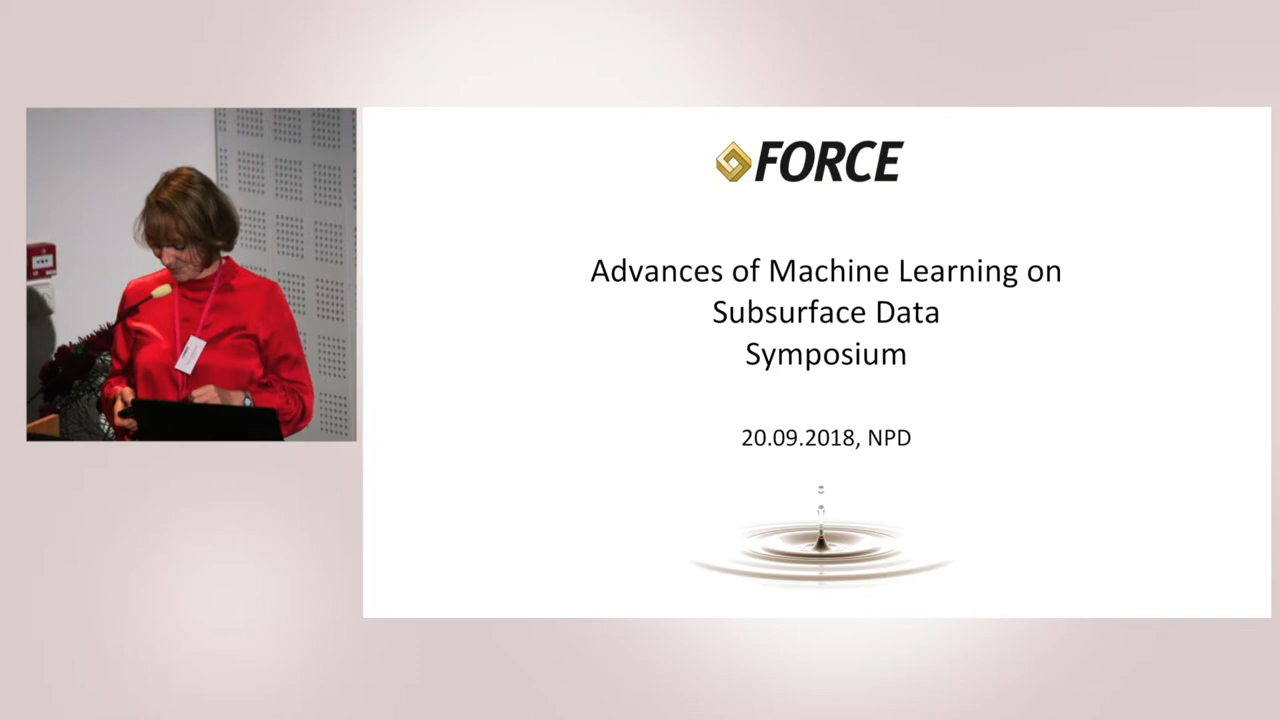 FORCE
Advances of Machine Learning on
Subsurface Data
Symposium
20.09.2018, NPD